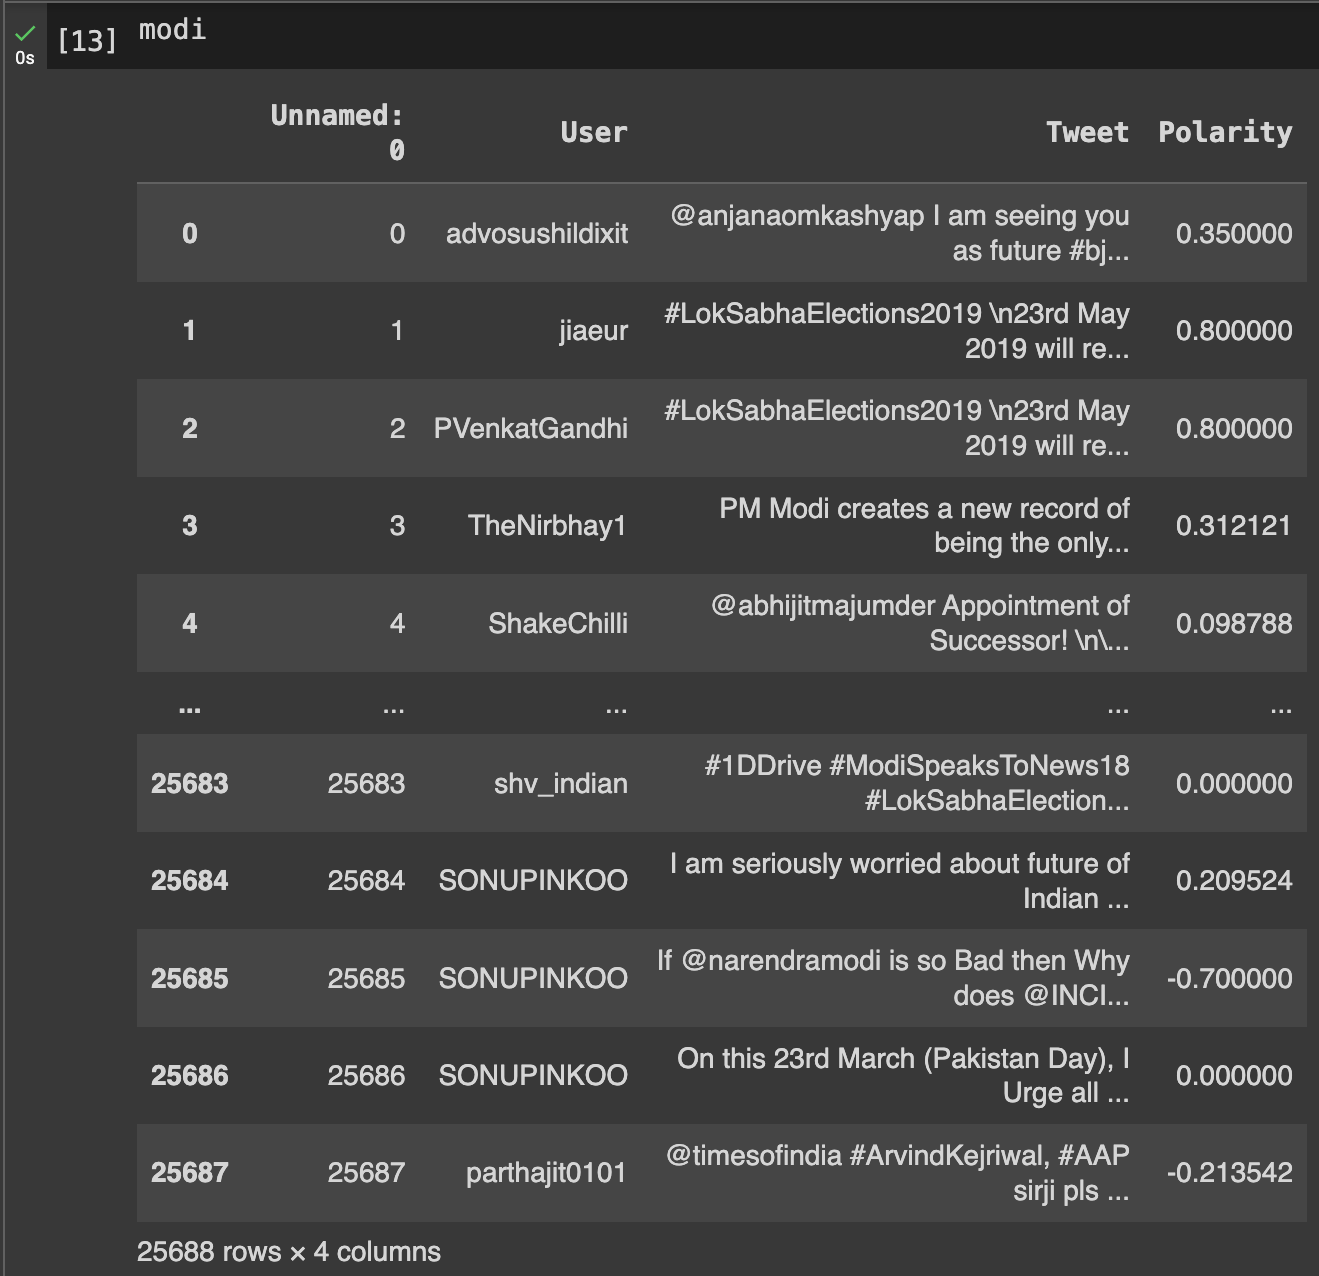 [13] modi
0s
Unnamed: 0 User Tweet Polarity
0 0 advosushildixit @anjanaomkashyap I am seeing you as future #bj... 0.350000
1 1 jiaeur #LokSabhaElections2019 \n23rd May 2019 will re... 0.800000
2 2 PVenkatGandhi #LokSabhaElections2019 \n23rd May 2019 will re... 0.800000
3 3 TheNirbhay1 PM Modi creates a new record of being the only... 0.312121
4 4 ShakeChilli @abhijitmajumder Appointment of Successor! \n\... 0.098788
... ... ... ... ...
25683 25683 shv_indian #1DDrive #ModiSpeaksToNews18 #LokSabhaElection... 0.000000
25684 25684 SONUPINKOO I am seriously worried about future of Indian ... 0.209524
25685 25685 SONUPINKOO If @narendramodi is so Bad then Why does @INCI... -0.700000
25686 25686 SONUPINKOO On this 23rd March (Pakistan Day), I Urge all ... 0.000000
25687 25687 parthajit0101 @timesofindia #ArvindKejriwal, #AAP sirji pls ... -0.213542
25688 rows × 4 columns